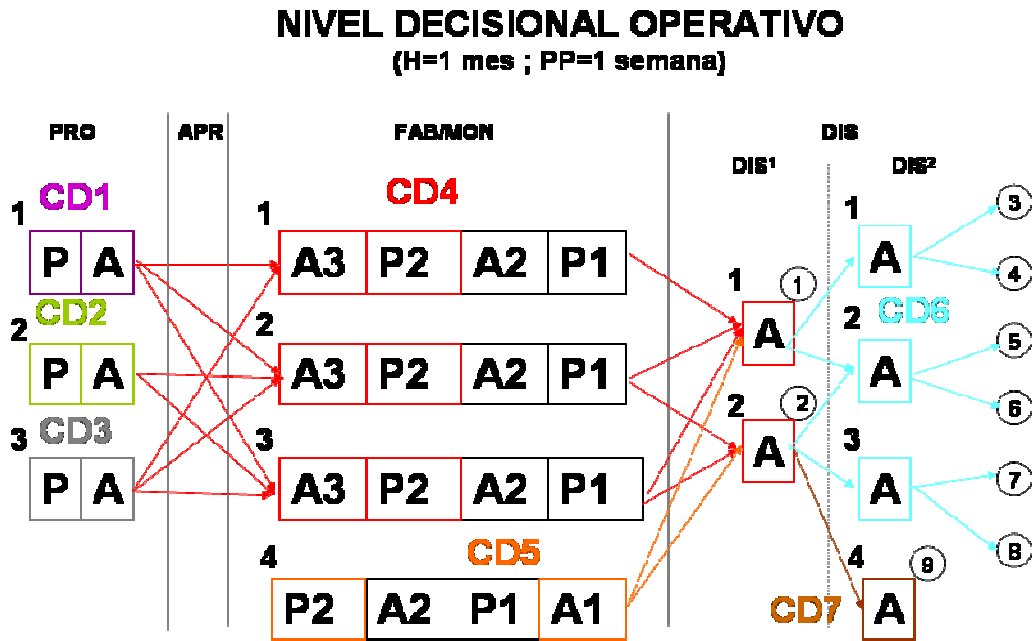 NIVEL DECISIONAL OPERATIVO
(H=1 mes ; PP=1 semana)
PRO APR FAB/MON DIS
DIS¹ DIS²
CD1 CD4
1 1 1 3
P A A3 P2 A2 P1 A 4
1 1
A
CD2 CD6
2 2 2 5
P A A3 P2 A2 P1 A 6
2 2
A
CD3
3 3 3 7
P A A3 P2 A2 P1 A 8
CD5
4 4 9
P2 A2 P1 A1 CD7 A